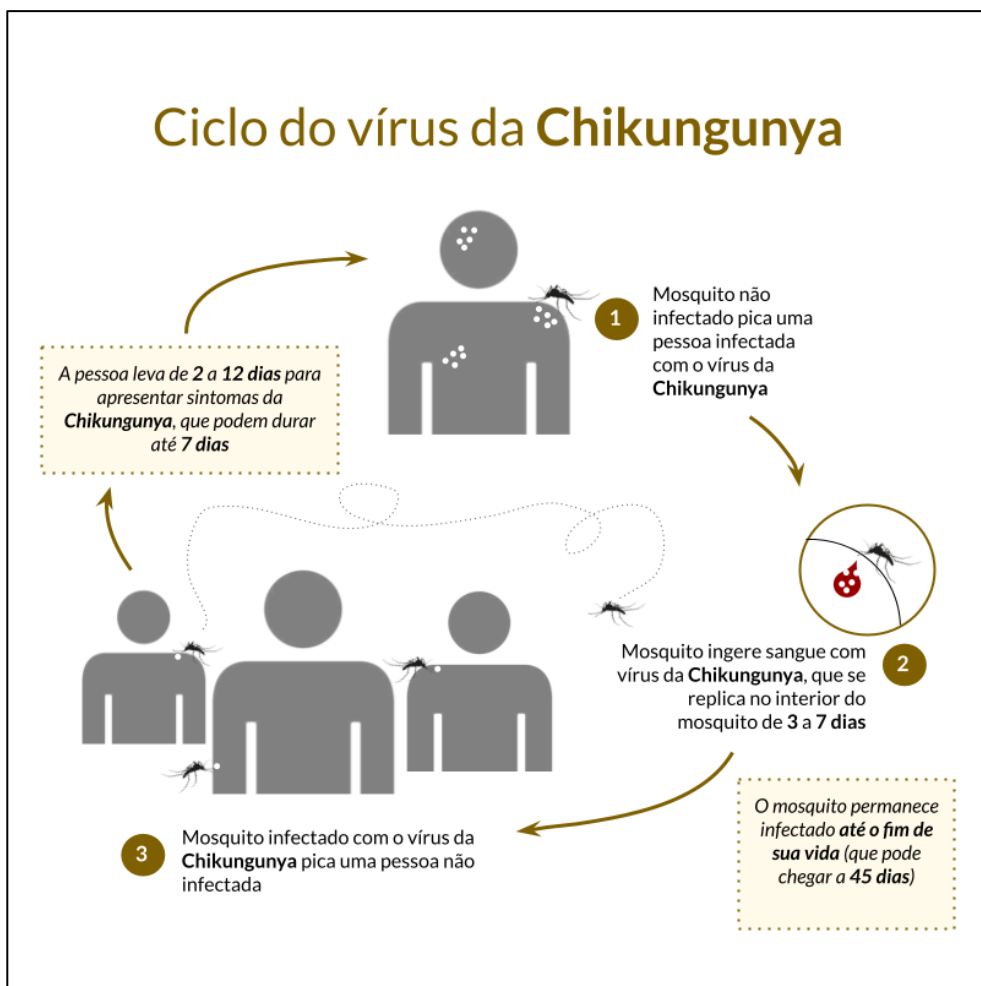 Ciclo do vírus da Chikungunya
1
Mosquito não
infectado pica uma
pessoa infectada
com o vírus da
Chikungunya
A pessoa leva de 2 a 12 dias para
apresentar sintomas da
Chikungunya, que podem durar
até 7 dias
Mosquito ingere sangue com
vírus da Chikungunya, que se
replica no interior do
mosquito de 3 a 7 dias
2
O mosquito permanece
infectado até o fim de
sua vida (que pode
chegar a 45 dias)
3
Mosquito infectado com o vírus da
Chikungunya pica uma pessoa não
infectada